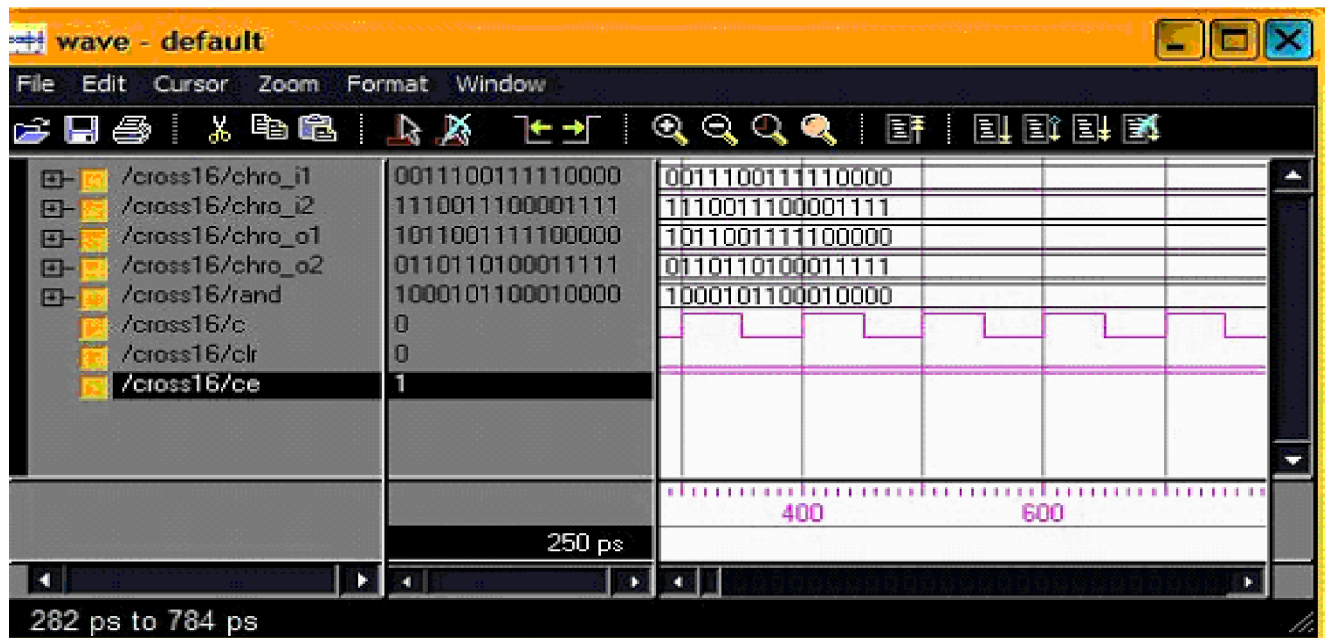 wave - default
File Edit Cursor Zoom Format Window
/cross16/chro_i1 0011100111110000 0011100111110000
/cross16/chro_i2 1110011100001111 1110011100001111
/cross16/chro_o1 1011001111100000 1011001111100000
/cross16/chro_o2 0110110100011111 0110110100011111
/cross16/rand 1000101100010000 1000101100010000
/cross16/c 0
/cross16/clr 0
/cross16/ce 1
400 600
250 ps
282 ps to 784 ps